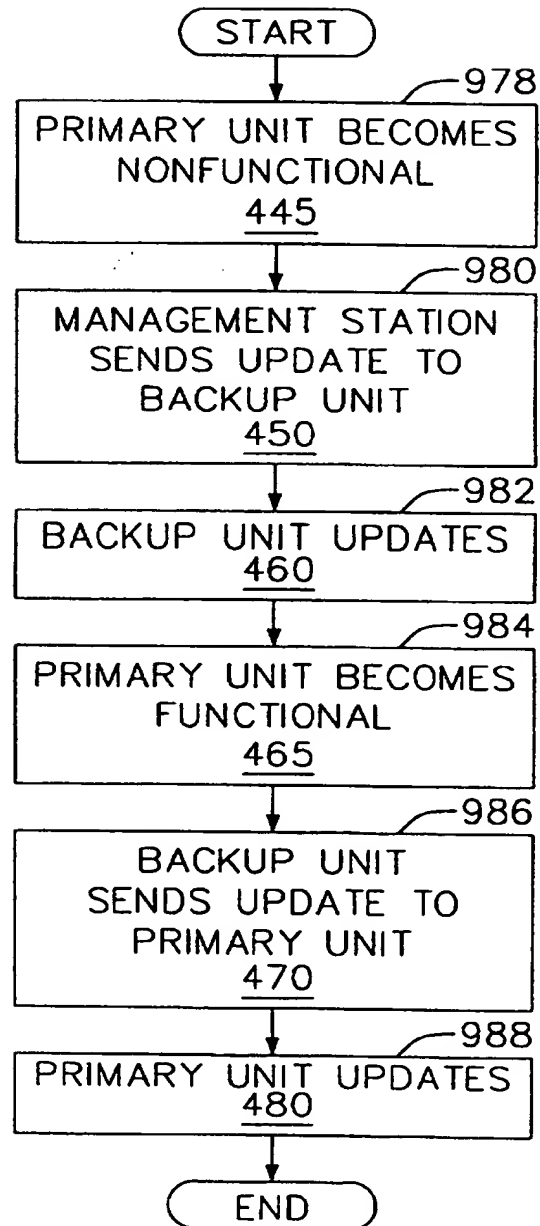 START
978
PRIMARY UNIT BECOMES
NONFUNCTIONAL
445
980
MANAGEMENT STATION
SENDS UPDATE TO
BACKUP UNIT
450
982
BACKUP UNIT UPDATES
460
984
PRIMARY UNIT BECOMES
FUNCTIONAL
465
986
BACKUP UNIT
SENDS UPDATE TO
PRIMARY UNIT
470
988
PRIMARY UNIT UPDATES
480
END